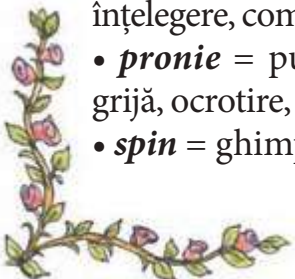 înțelegere, com
• pronie = pu
grijă, ocrotire,
• spin = ghimp